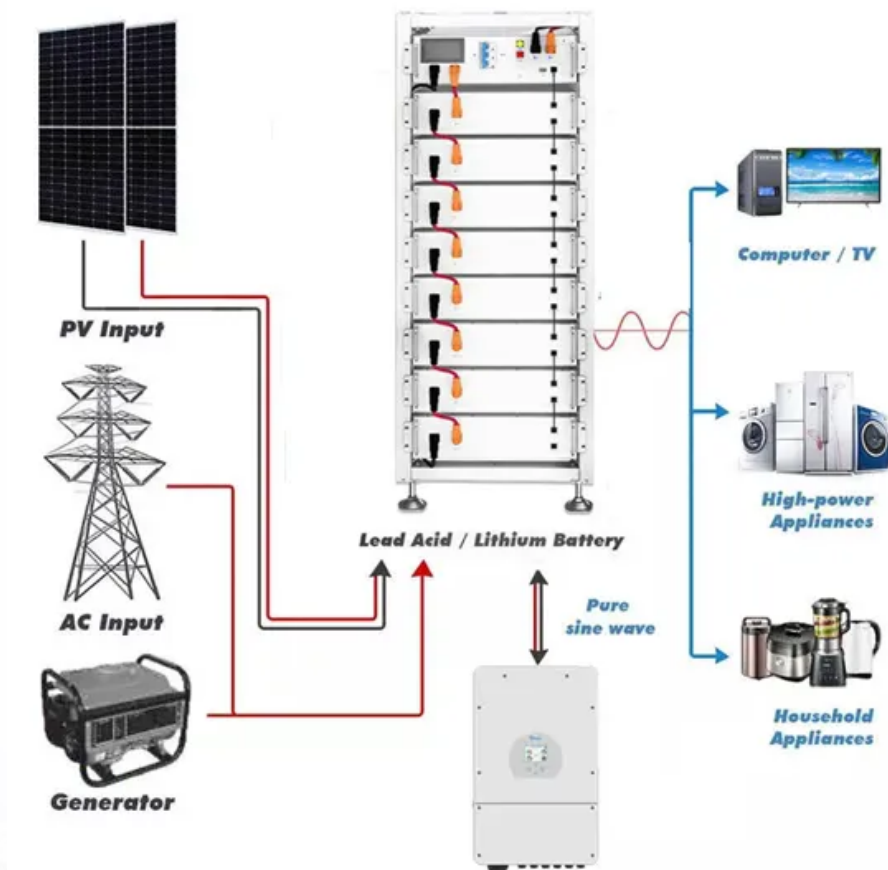 PV Input
AC Input
Generator
Lead Acid / Lithium Battery
Pure
sine wave
Computer / TV
High-power
Appliances
Household
Appliances